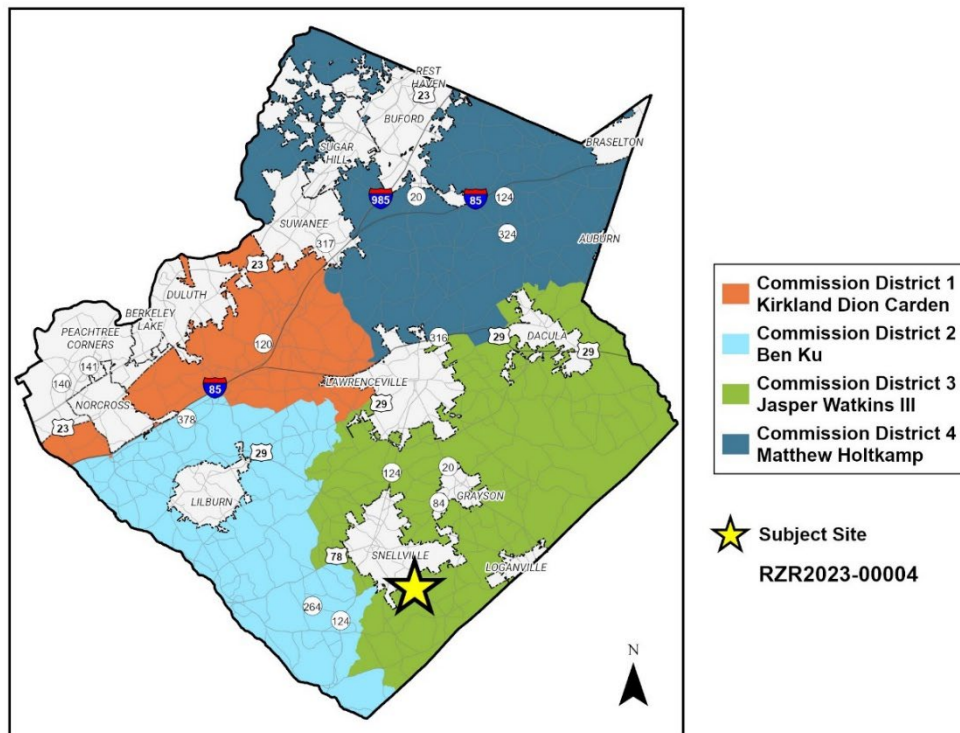 REST
HAVEN
23
BUFORD
BRASELTON
SUGAR
HILL
985
20
85
124
SUWANEE
324
317
AUBURN
23
DULUTH
BERKELEY
LAKE
PEACHTREE
CORNERS
120
316
29
DACULA
29
141
140
NORCROSS
85
LAWRENCEVILLE
29
378
23
29
LILBURN
124
20
84
GRAYSON
78
SNELLVILLE
LOGANVILLE
264
124
N
Commission District 1
Kirkland Dion Carden
Commission District 2
Ben Ku
Commission District 3
Jasper Watkins III
Commission District 4
Matthew Holtkamp
Subject Site
RZR2023-00004